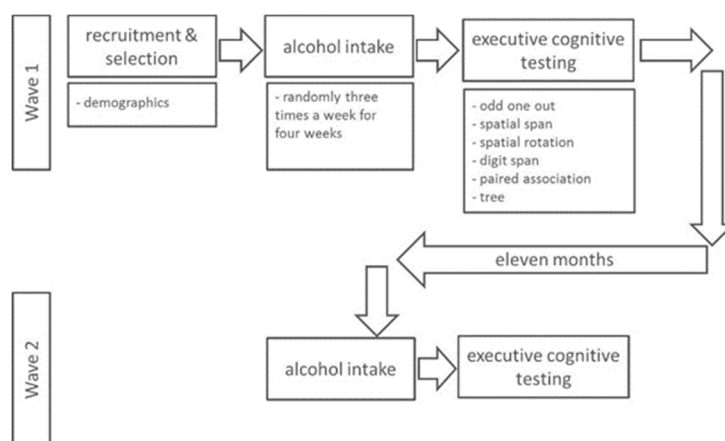 Wave 1
recruitment &
selection
- demographics
alcohol intake
- randomly three
times a week for
four weeks
executive cognitive
testing
- odd one out
- spatial span
- spatial rotation
- digit span
- paired association
- tree
eleven months
Wave 2
alcohol intake
executive cognitive
testing